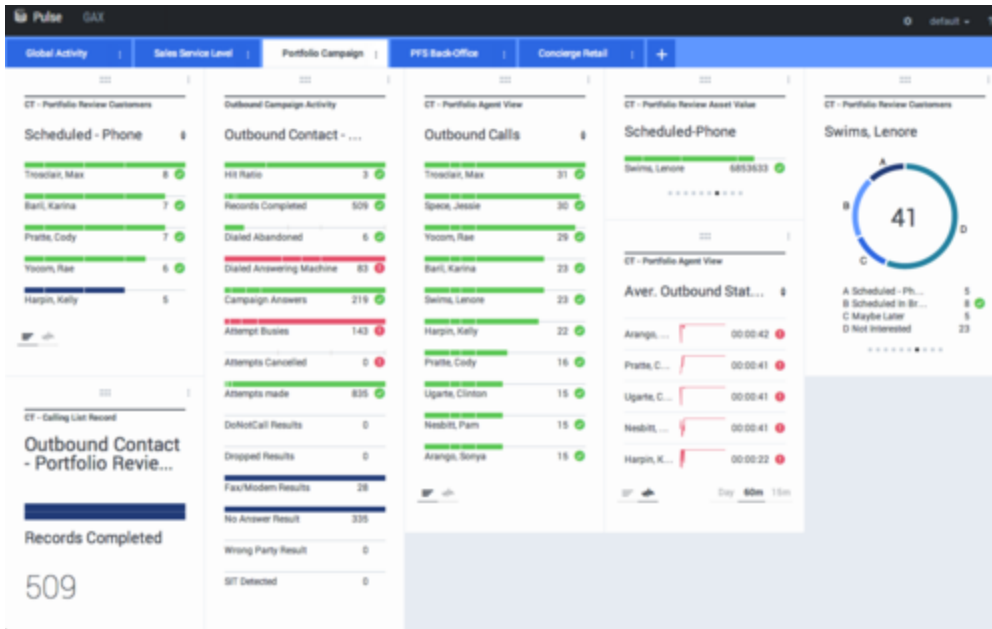 Pulse GAX default
Global Activity Sales Service Level Portfolio Campaign PFS Back-Office Concierge Retail +
CT - Portfolio Review Customers
Scheduled - Phone
Trosclair, Max 8
Baril, Karina 7
Pratte, Cody 7
Yocom, Rae 6
Harpin, Kelly 5
CT - Calling List Record
Outbound Contact
- Portfolio Revie...
Records Completed
509
Outbound Campaign Activity
Outbound Contact - ...
Hit Ratio 3
Records Completed 509
Dialed Abandoned 6
Dialed Answering Machine 83
Campaign Answers 219
Attempt Busies 143
Attempts Cancelled 0
Attempts made 835
DoNotCall Results 0
Dropped Results 0
Fax/Modem Results 28
No Answer Result 335
Wrong Party Result 0
SIT Detected 0
CT - Portfolio Agent View
Outbound Calls
Trosclair, Max 31
Spece, Jessie 30
Yocom, Rae 29
Baril, Karina 23
Swims, Lenore 23
Harpin, Kelly 22
Pratte, Cody 16
Ugarte, Clinton 15
Nesbitt, Pam 15
Arango, Sonya 15
CT - Portfolio Review Asset Value
Scheduled-Phone
Swims, Lenore 6853633
CT - Portfolio Agent View
Aver. Outbound Stat...
Arango, ... 00:00:42
Pratte, C... 00:00:41
Ugarte, C... 00:00:41
Nesbitt, ... 00:00:41
Harpin, K... 00:00:22
Day 60m 15m
CT - Portfolio Review Customers
Swims, Lenore
A
B
41
D
C
A Scheduled - Ph... 5
B Scheduled In Br... 8
C Maybe Later 5
D Not Interested 23